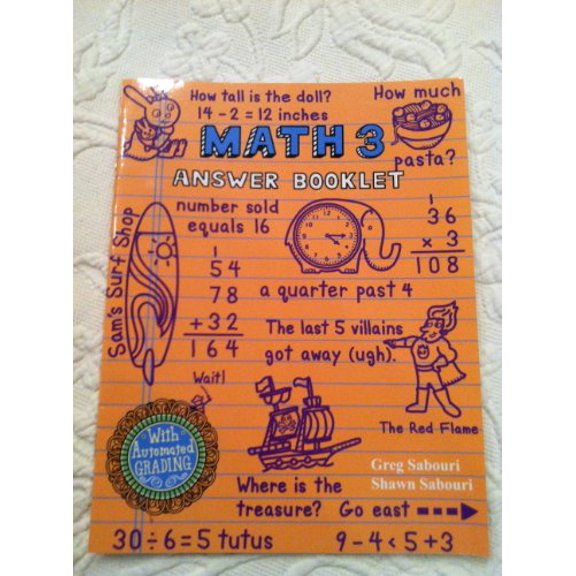 How tall is the doll?
14 - 2 = 12 inches
How much
pasta?
MATH 3
ANSWER BOOKLET
number sold
equals 16
Sam's Surf Shop
1
54
78
+ 32
164
1
36
x 3
108
a quarter past 4
The last 5 villains
got away (ugh).
Wait!
The Red Flame
With
Automated
GRADING
Greg Sabouri
Shawn Sabouri
Where is the
treasure? Go east
30 ÷ 6 = 5 tutus
9 - 4 < 5 + 3